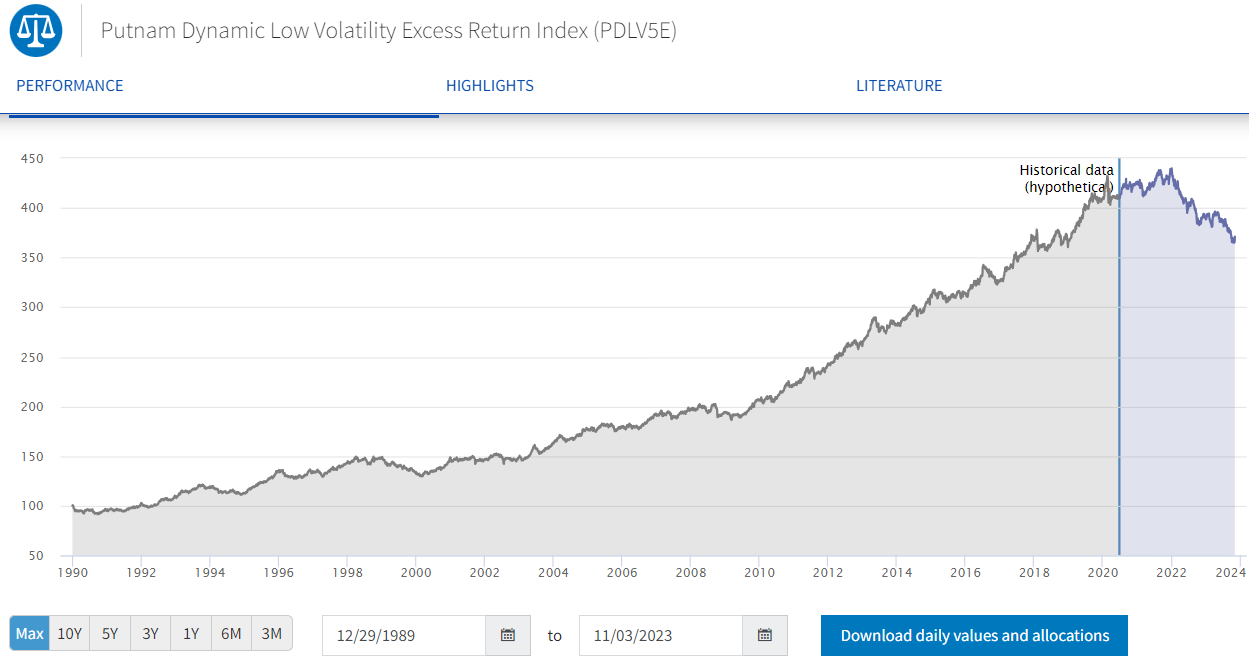 Putnam Dynamic Low Volatility Excess Return Index (PDLV5E)
PERFORMANCE HIGHLIGHTS LITERATURE
450
Historical data
(hypothetical)
400
350
300
250
200
150
100
50
1990 1992 1994 1996 1998 2000 2002 2004 2006 2008 2010 2012 2014 2016 2018 2020 2022 2024
Max 10Y 5Y 3Y 1Y 6M 3M 12/29/1989 to 11/03/2023 Download daily values and allocations